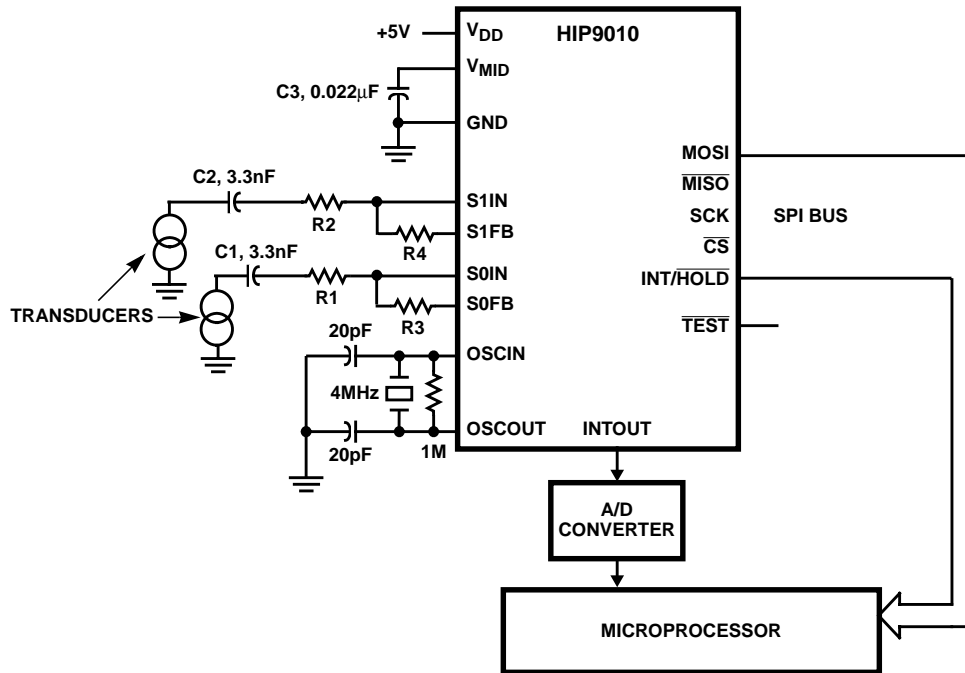 HIP9010
+5V
VDD
VMID
C3, 0.022μF
GND
MOSI
MISO
SCK
SPI BUS
CS
INT/HOLD
TEST
C2, 3.3nF
R2
S1IN
S1FB
R4
C1, 3.3nF
R1
S0IN
S0FB
R3
TRANSDUCERS
20pF
OSCIN
4MHz
OSCOUT
INTOUT
20pF
1M
A/D
CONVERTER
MICROPROCESSOR